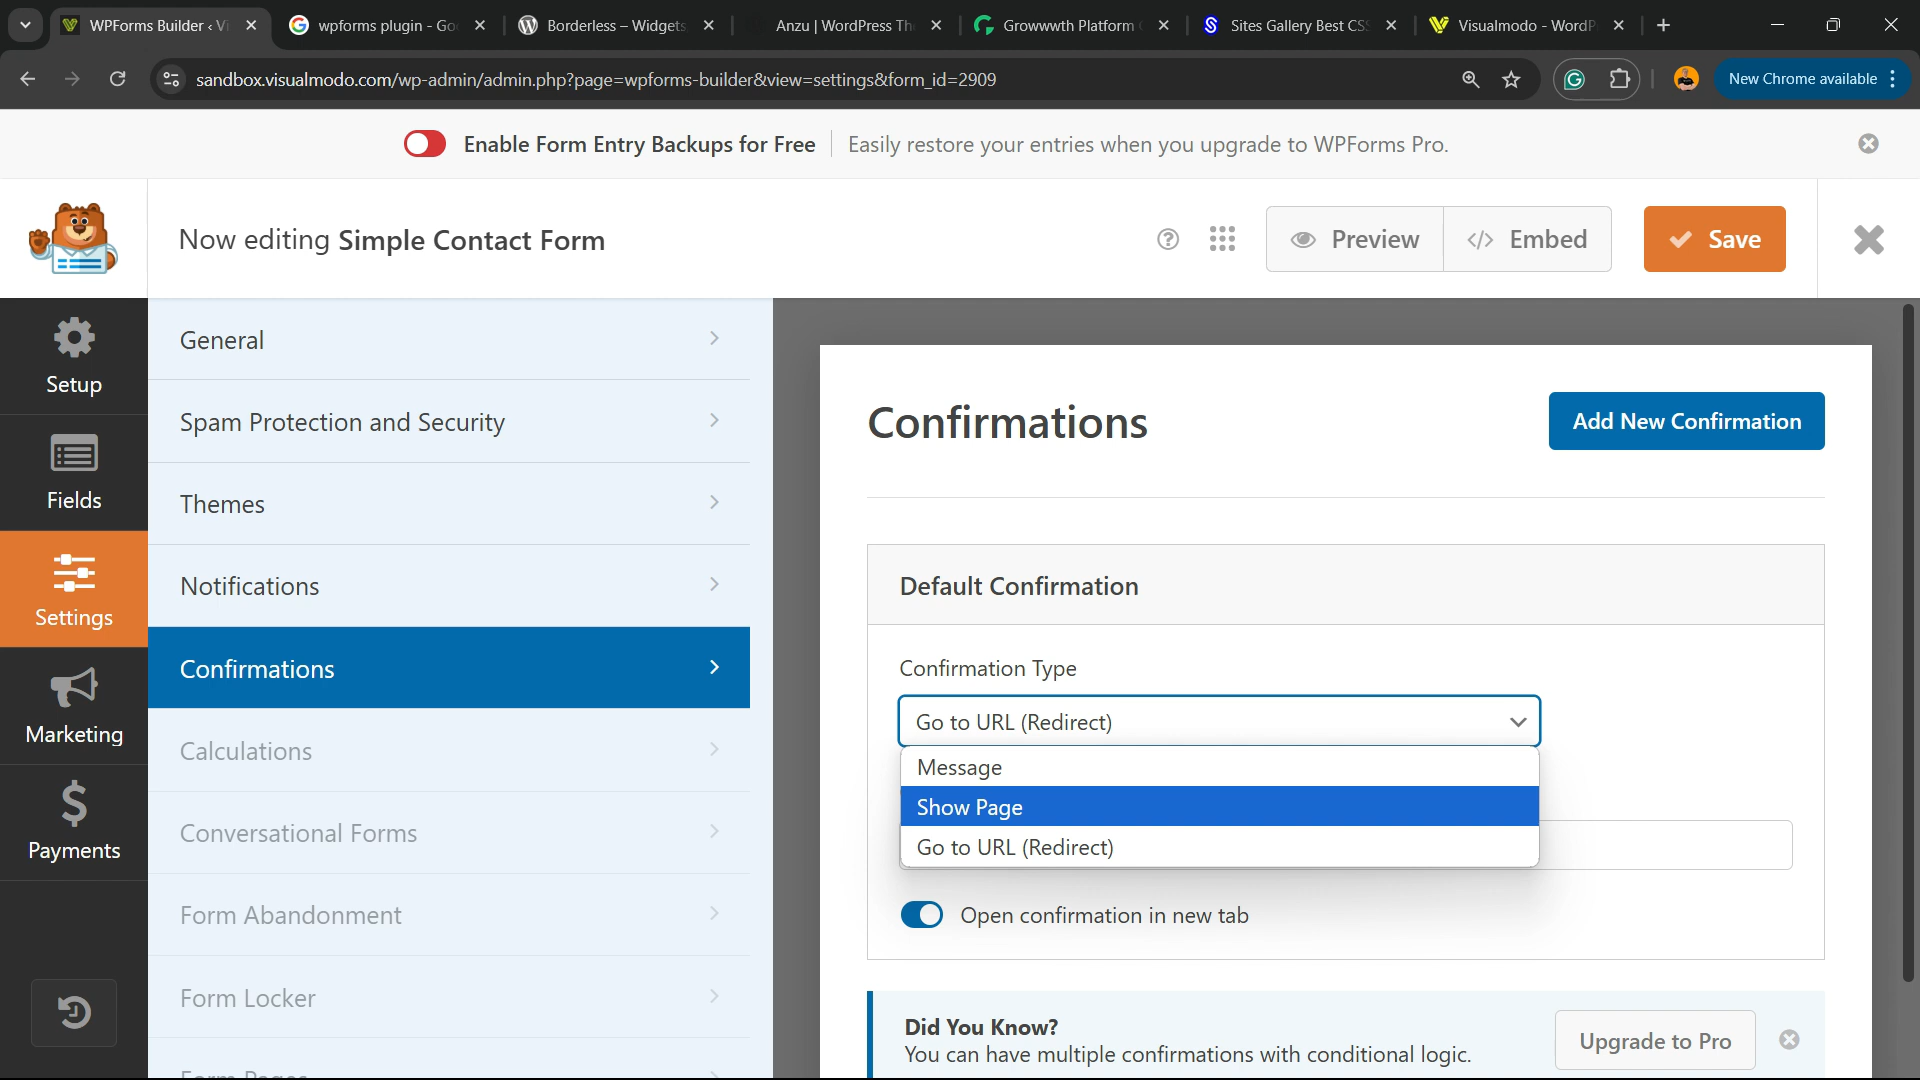 WPForms Builder ‹ Vi
wpforms plugin - Go
Borderless – Widgets
Anzu | WordPress Th
Growwwth Platform
Sites Gallery Best CSS
Visualmodo - WordP
sandbox.visualmodo.com/wp-admin/admin.php?page=wpforms-builder&view=settings&form_id=2909
New Chrome available
Enable Form Entry Backups for Free
Easily restore your entries when you upgrade to WPForms Pro.
Now editing Simple Contact Form
Preview
</> Embed
Save
Setup
Fields
Settings
Marketing
Payments
General
Spam Protection and Security
Themes
Notifications
Confirmations
Calculations
Conversational Forms
Form Abandonment
Form Locker
Form Pages
Confirmations
Add New Confirmation
Default Confirmation
Confirmation Type
Go to URL (Redirect)
Message
Show Page
Go to URL (Redirect)
Open confirmation in new tab
Did You Know?
You can have multiple confirmations with conditional logic.
Upgrade to Pro